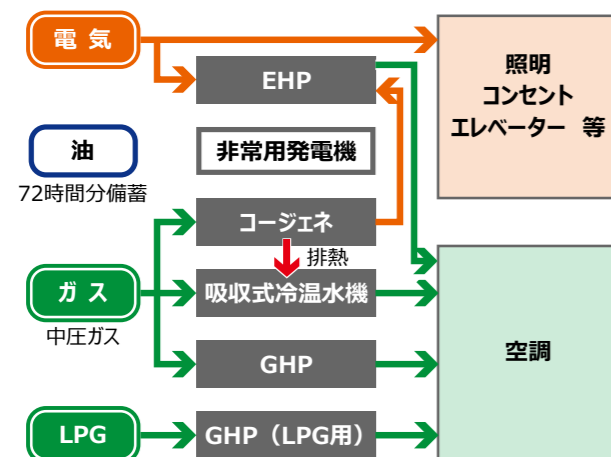 電気
EHP
照明
コンセント
エレベーター 等
油
72時間分備蓄
非常用発電機
コージェネ
排熱
ガス
中圧ガス
吸収式冷温水機
GHP
空調
LPG
GHP（LPG用）